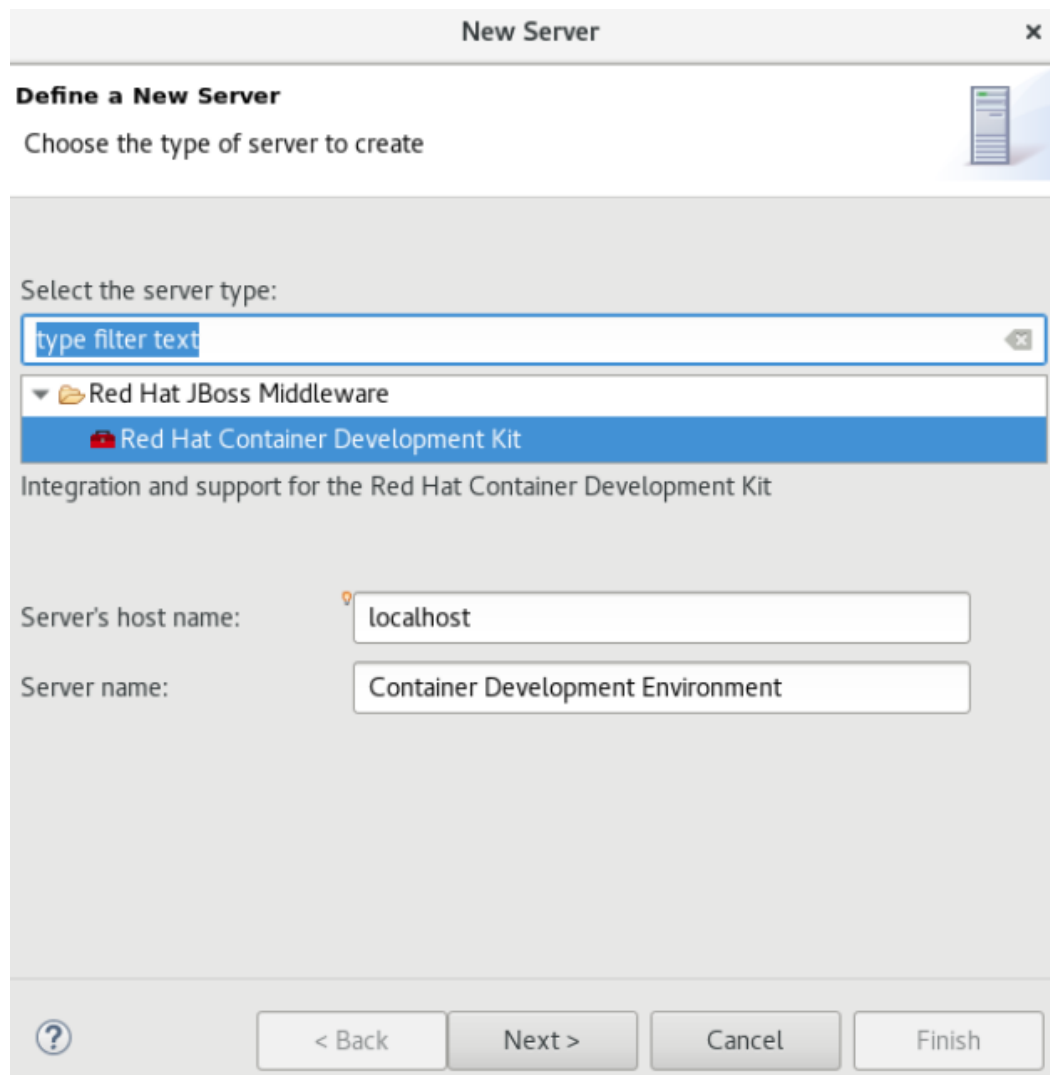 New Server
Define a New Server
Choose the type of server to create
Select the server type:
type filter text
Red Hat JBoss Middleware
Red Hat Container Development Kit
Integration and support for the Red Hat Container Development Kit
Server's host name: localhost
Server name: Container Development Environment
? < Back Next > Cancel Finish